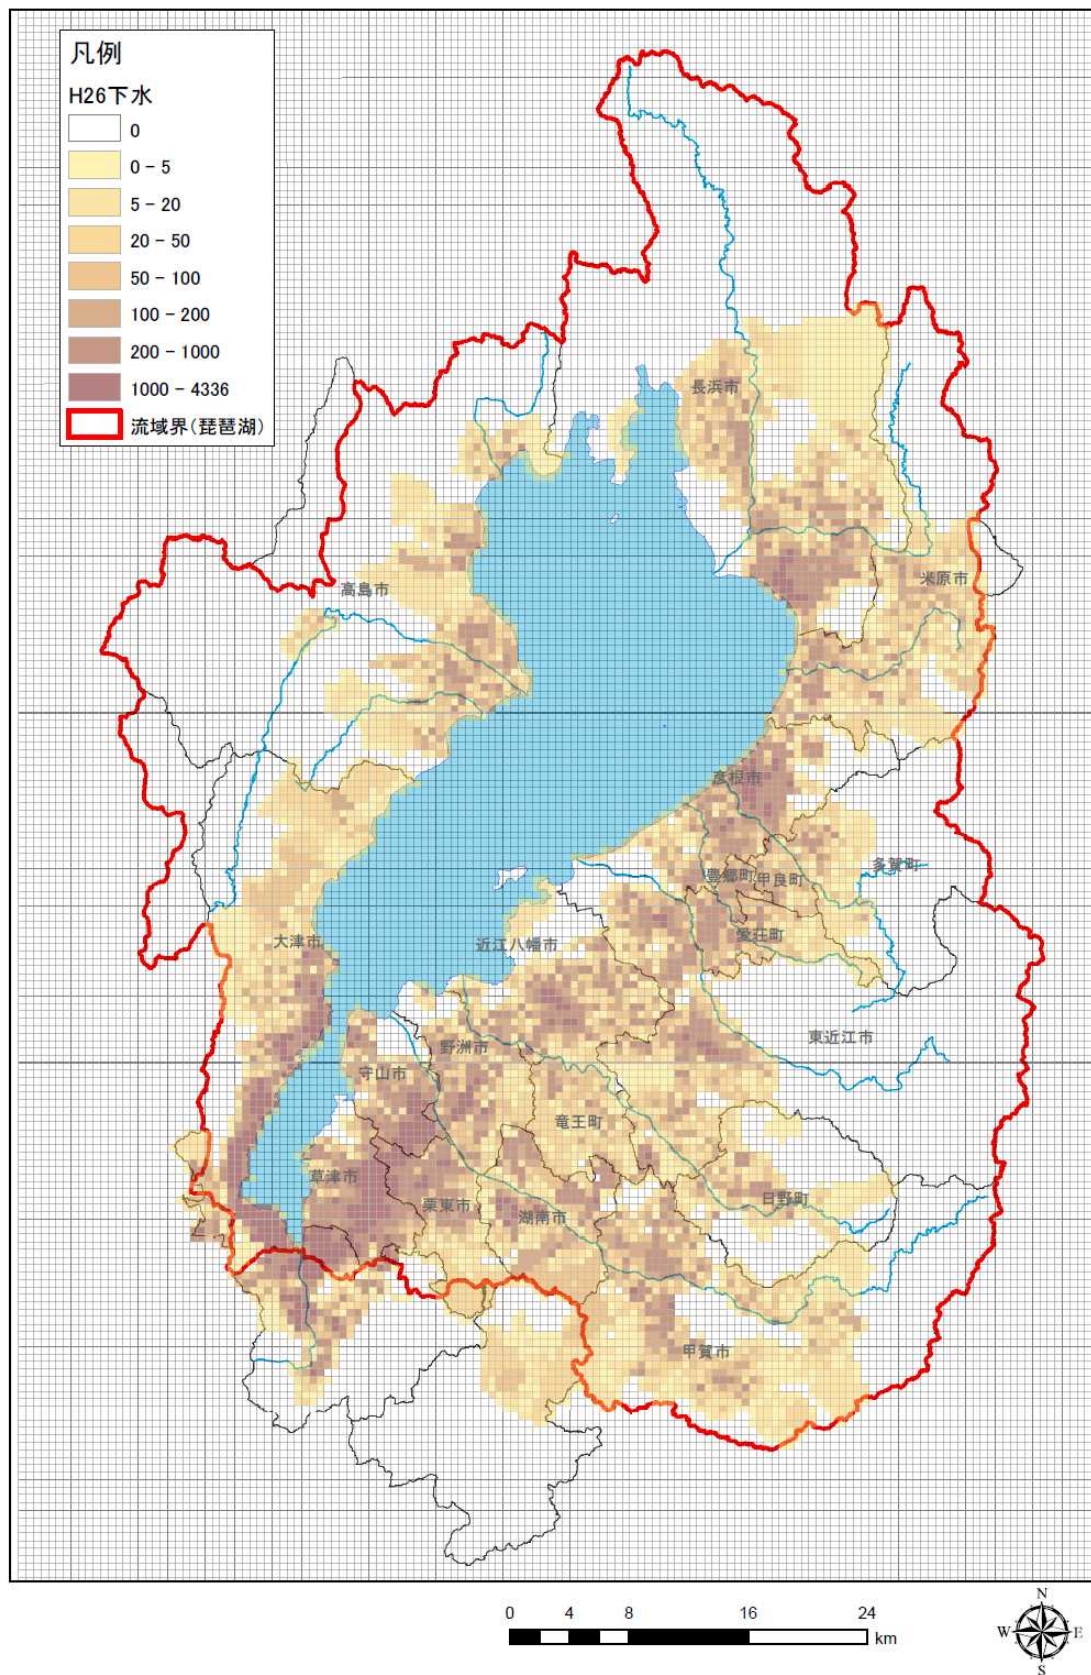 凡例
H26下水
0
0 - 5
5 - 20
20 - 50
50 - 100
100 - 200
200 - 1000
1000 - 4336
流域界(琵琶湖)
長浜市
米原市
高島市
彦根市
多賀町
豊郷町
甲良町
愛荘町
大津市
近江八幡市
東近江市
野洲市
守山市
竜王町
草津市
栗東市
湖南市
日野町
甲賀市
0 4 8 16 24
km
N
W E
S